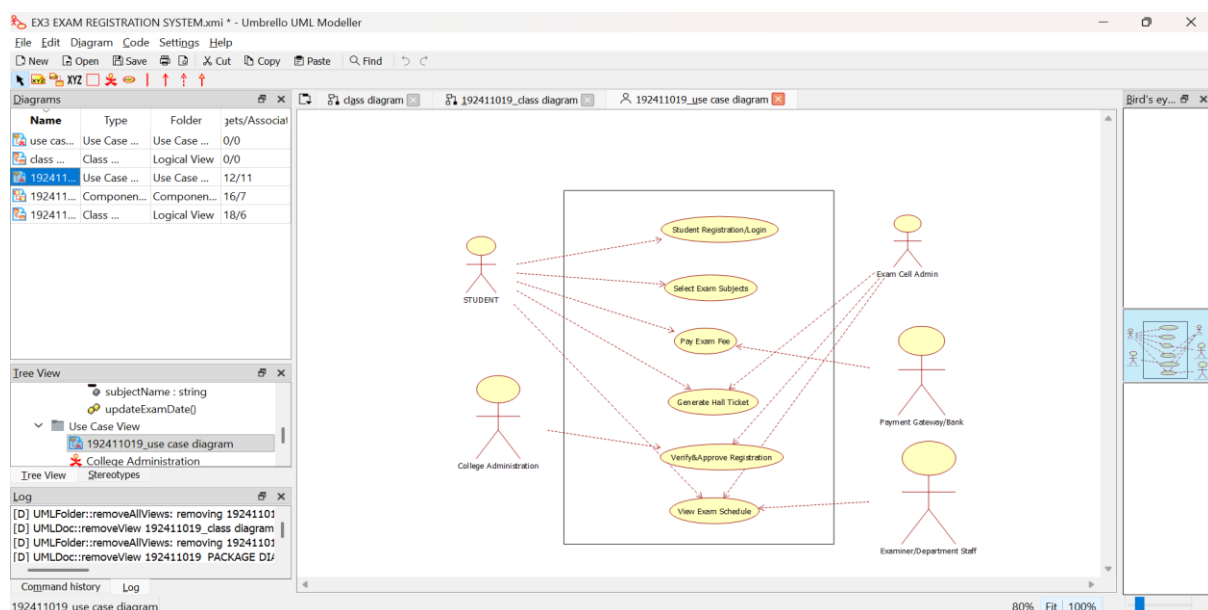 EX3 EXAM REGISTRATION SYSTEM.xmi * - Umbrello UML Modeller
File Edit Diagram Code Settings Help
New Open Save Cut Copy Paste Find
XYZ XYZ
Diagrams
Name Type Folder gets/Associat
use cas... Use Case ... Use Case ... 0/0
class ... Class ... Logical View 0/0
192411... Use Case ... Use Case ... 12/11
192411... Componen... Componen... 16/7
192411... Class ... Logical View 18/6
Tree View
subjectName : string
updateExamDate()
Use Case View
192411019_use case diagram
College Administration
Tree View Stereotypes
Log
[D] UMLFolder::removeAllViews: removing 19241101
[D] UMLDoc::removeView 192411019_class diagram
[D] UMLFolder::removeAllViews: removing 19241101
[D] UMLDoc::removeView 192411019_PACKAGE DIA
Command history Log
192411019_use case diagram
class diagram 192411019_class diagram 192411019_use case diagram
Student Registration/Login
Exam Cell Admin
Select Exam Subjects
STUDENT
Pay Exam Fee
Generate Hall Ticket
Payment Gateway/Bank
Verify&Approve Registration
College Administration
View Exam Schedule
Examiner/Department Staff
Bird's ey...
80% Fit 100%